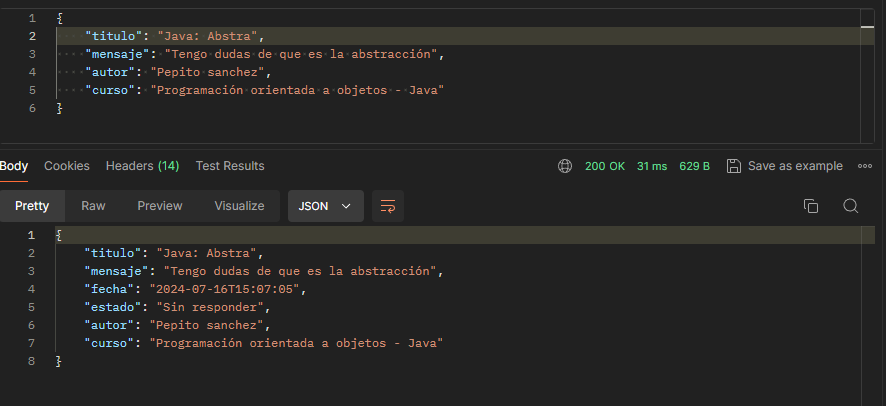 1 {
2 "titulo": "Java: Abstra",
3 "mensaje": "Tengo dudas de que es la abstracción",
4 "autor": "Pepito sanchez",
5 "curso": "Programación orientada a objetos - Java"
6 }
Body Cookies Headers (14) Test Results 200 OK 31 ms 629 B Save as example
Pretty Raw Preview Visualize JSON
1 {
2 "titulo": "Java: Abstra",
3 "mensaje": "Tengo dudas de que es la abstracción",
4 "fecha": "2024-07-16T15:07:05",
5 "estado": "Sin responder",
6 "autor": "Pepito sanchez",
7 "curso": "Programación orientada a objetos - Java"
8 }